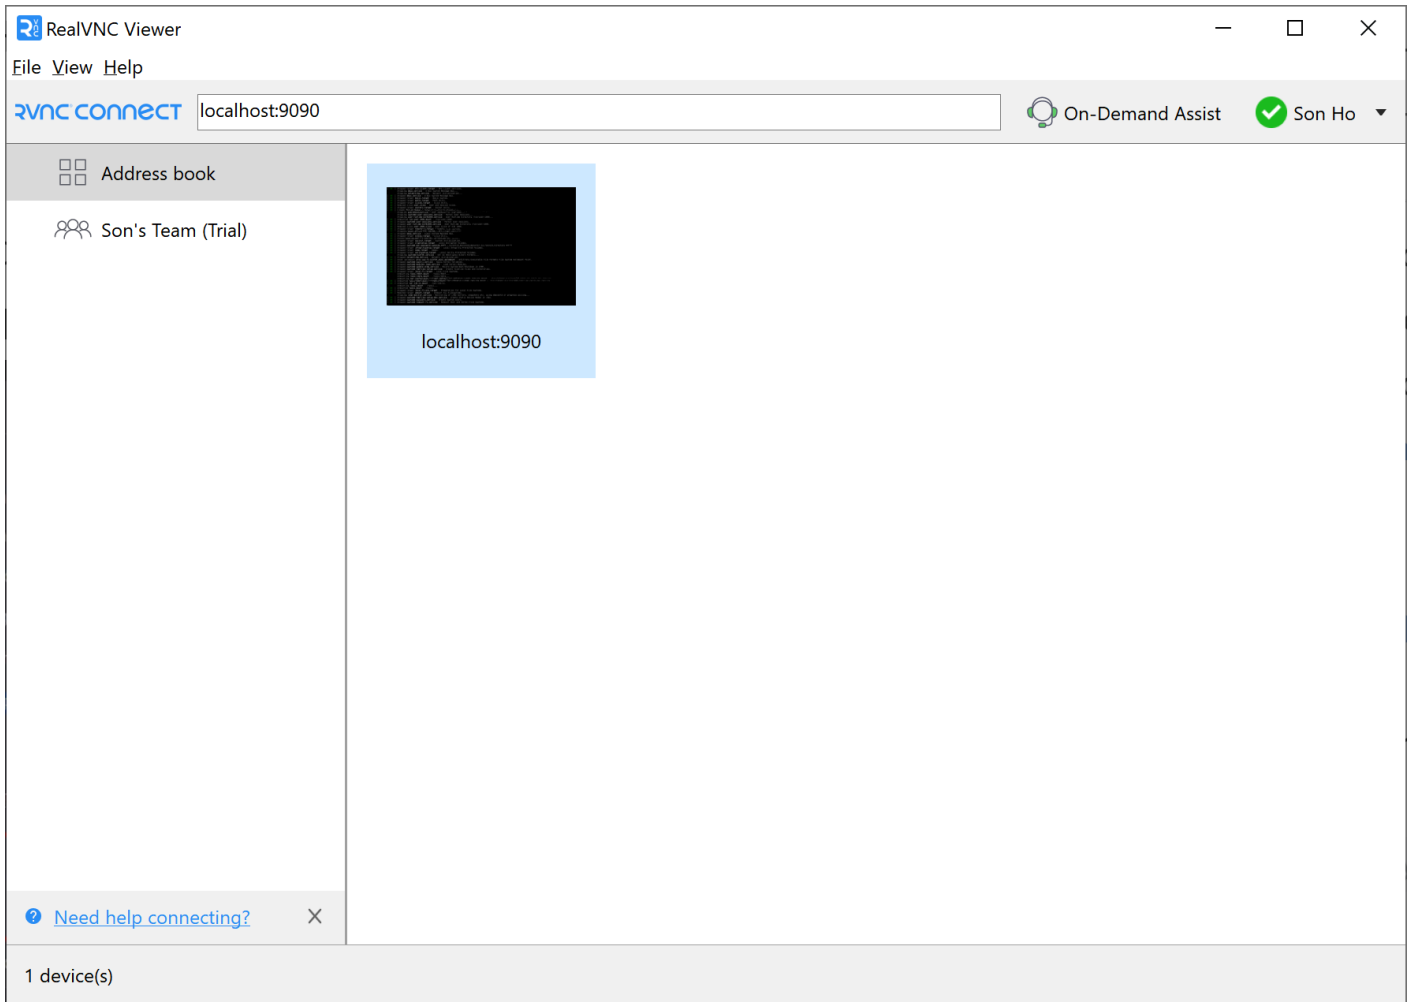 RealVNC Viewer
File View Help
RVNC CONNECT
localhost:9090
On-Demand Assist
Son Ho
Address book
Son's Team (Trial)
localhost:9090
Need help connecting?
1 device(s)